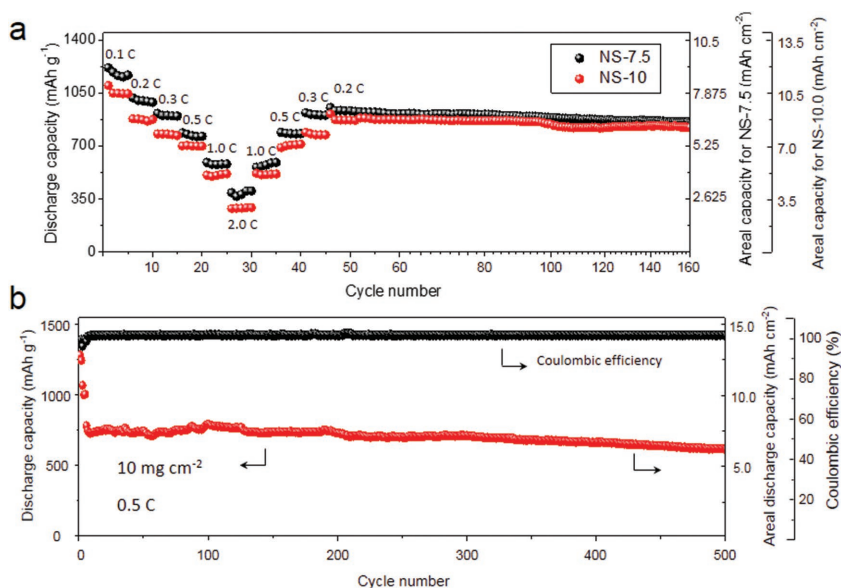 a
1400
1050
700
350
0
Discharge capacity (mAh g⁻¹)
0.1 C
0.2 C
0.3 C
0.5 C
1.0 C
2.0 C
1.0 C
0.5 C
0.3 C
0.2 C
NS-7.5
NS-10
10.5
7.875
5.25
2.625
Areal capacity for NS-7.5 (mAh cm⁻²)
13.5
9.0
4.5
0.0
Areal capacity for NS-10.0 (mAh cm⁻²)
10 20 30 40 50 60 80 100 120 140 160
Cycle number
b
1500
1250
1000
750
500
0
Discharge capacity (mAh g⁻¹)
Coulombic efficiency
10 mg cm⁻²
0.5 C
15.0
10.0
5.0
Areal discharge capacity (mAh cm⁻²)
100
80
60
40
20
Coulombic efficiency (%)
0 100 200 300 400 500
Cycle number